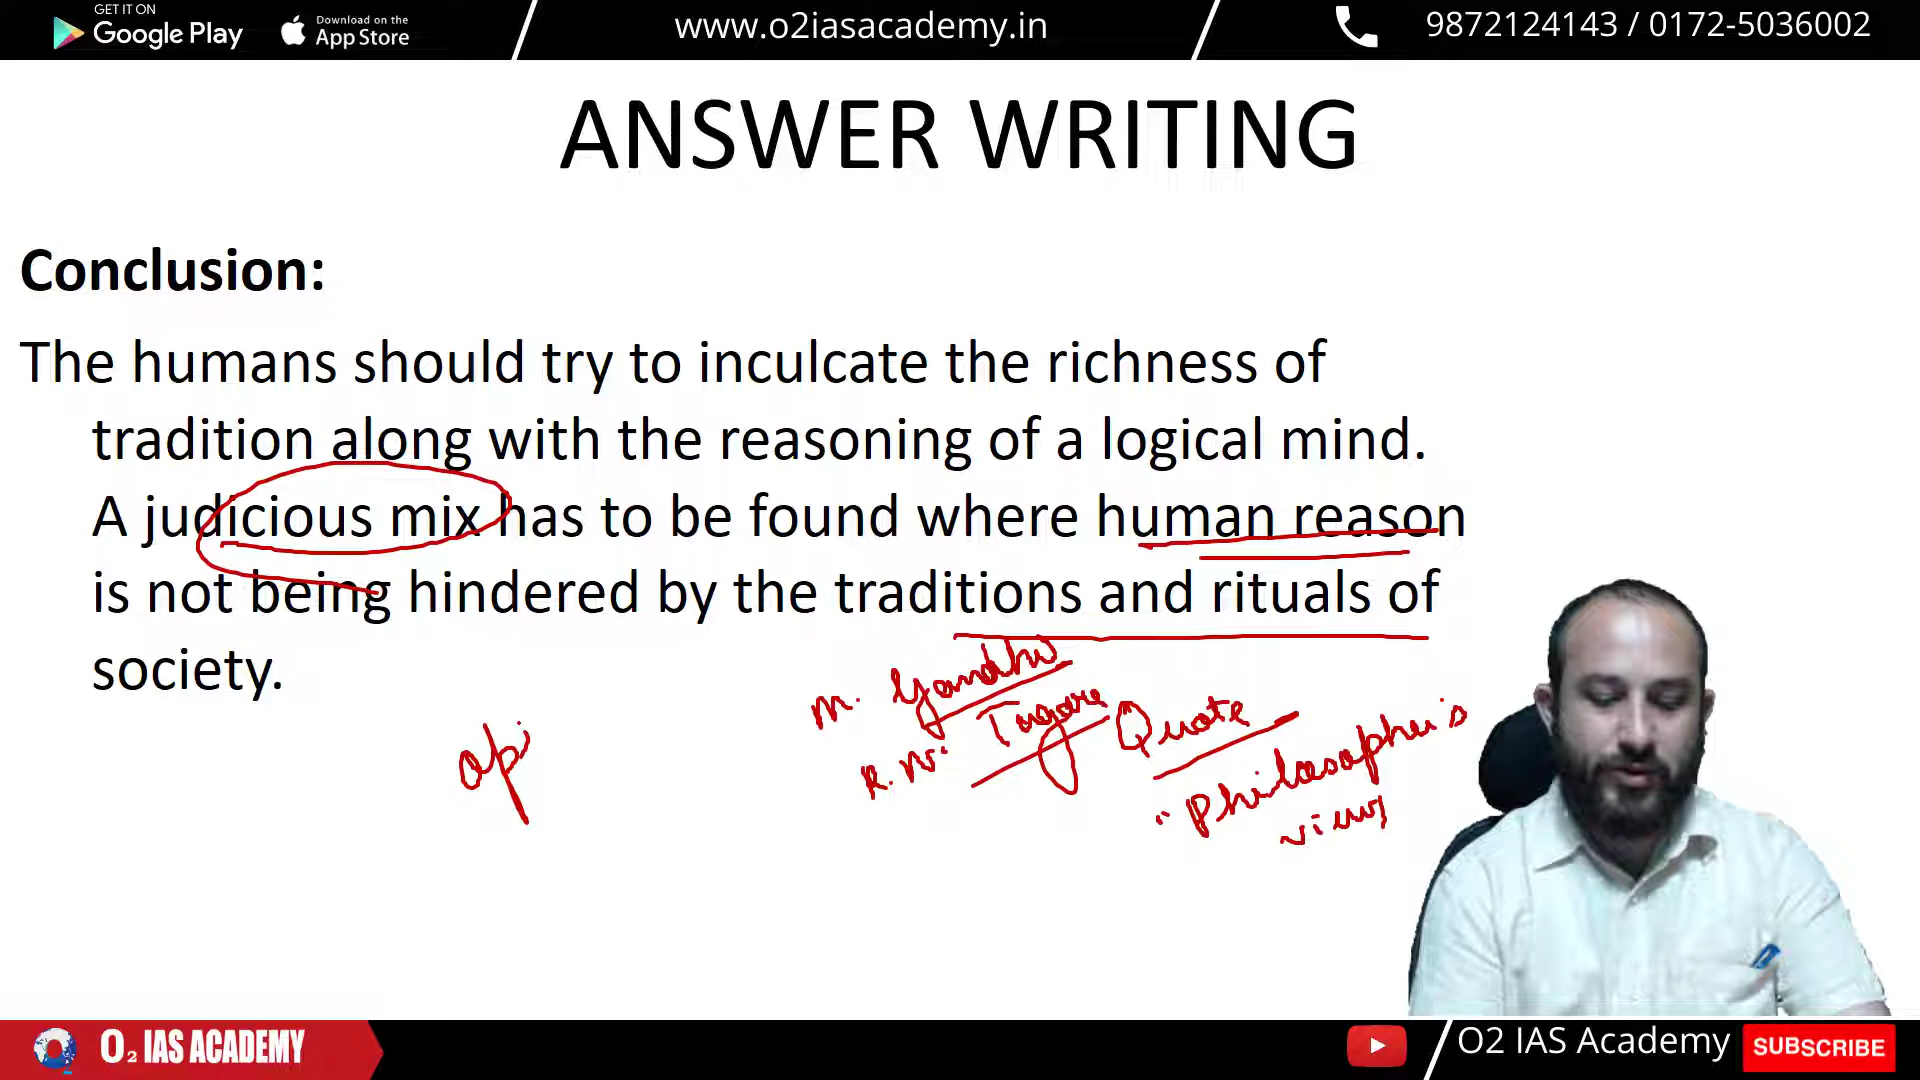 GET IT ON
Google Play
Download on the
App Store
www.o2iasacademy.in
9872124143 / 0172-5036002
ANSWER WRITING
Conclusion:
The humans should try to inculcate the richness of
tradition along with the reasoning of a logical mind.
A judicious mix has to be found where human reason
is not being hindered by the traditions and rituals of
society.
M. Gandhi
R.N. Tagore
Quote
"Philosopher's
views
opi
O2 IAS ACADEMY
O2 IAS Academy
SUBSCRIBE